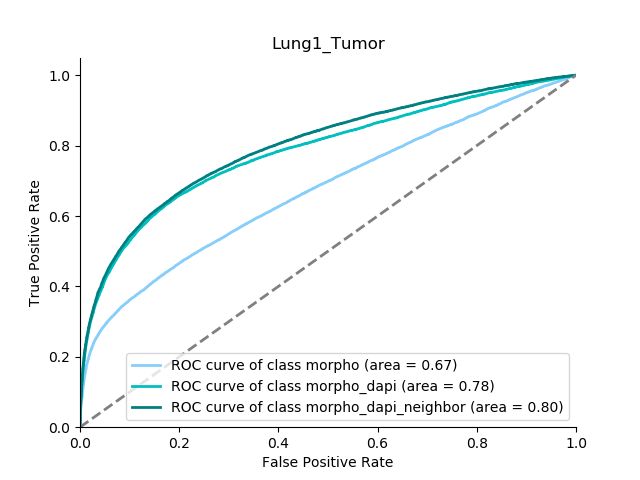 Lung1_Tumor
True Positive Rate
1.0
0.8
0.6
0.4
0.2
0.0
ROC curve of class morpho (area = 0.67)
ROC curve of class morpho_dapi (area = 0.78)
ROC curve of class morpho_dapi_neighbor (area = 0.80)
0.0 0.2 0.4 0.6 0.8 1.0
False Positive Rate